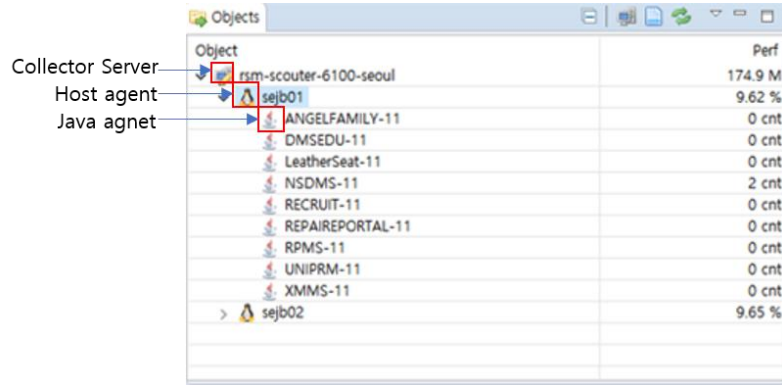 Objects
Object Perf
Collector Server rsm-scouter-6100-seoul 174.9 M
Host agent sejb01 9.62 %
Java agnet ANGELFAMILY-11 0 cnt
DMSEDU-11 0 cnt
LeatherSeat-11 0 cnt
NSDMS-11 2 cnt
RECRUIT-11 0 cnt
REPAIREPORTAL-11 0 cnt
RPMS-11 0 cnt
UNIPRM-11 0 cnt
XMMS-11 0 cnt
sejb02 9.65 %